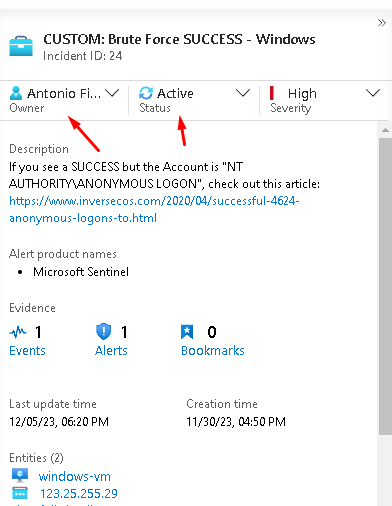 »
CUSTOM: Brute Force SUCCESS - Windows
Incident ID: 24
Antonio Fi...
Owner
Active
Status
High
Severity
Description
If you see a SUCCESS but the Account is "NT
AUTHORITY\ANONYMOUS LOGON", check out this article:
https://www.inversecos.com/2020/04/successful-4624-
anonymous-logons-to.html
Alert product names
• Microsoft Sentinel
Evidence
1
Events
1
Alerts
0
Bookmarks
Last update time
12/05/23, 06:20 PM
Creation time
11/30/23, 04:50 PM
Entities (2)
windows-vm
123.25.255.29